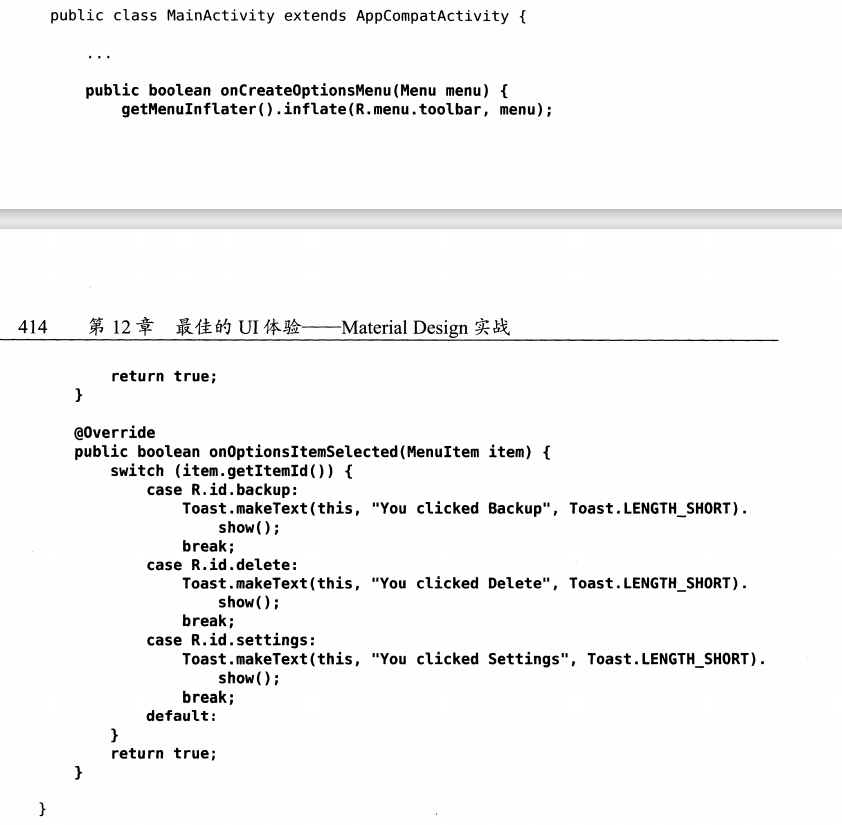 public class MainActivity extends AppCompatActivity {
...
public boolean onCreateOptionsMenu(Menu menu) {
getMenuInflater().inflate(R.menu.toolbar, menu);
414 第 12 章 最佳的 UI 体验——Material Design 实战
return true;
}
@Override
public boolean onOptionsItemSelected(MenuItem item) {
switch (item.getItemId()) {
case R.id.backup:
Toast.makeText(this, "You clicked Backup", Toast.LENGTH_SHORT).
show();
break;
case R.id.delete:
Toast.makeText(this, "You clicked Delete", Toast.LENGTH_SHORT).
show();
break;
case R.id.settings:
Toast.makeText(this, "You clicked Settings", Toast.LENGTH_SHORT).
show();
break;
default:
}
return true;
}
}